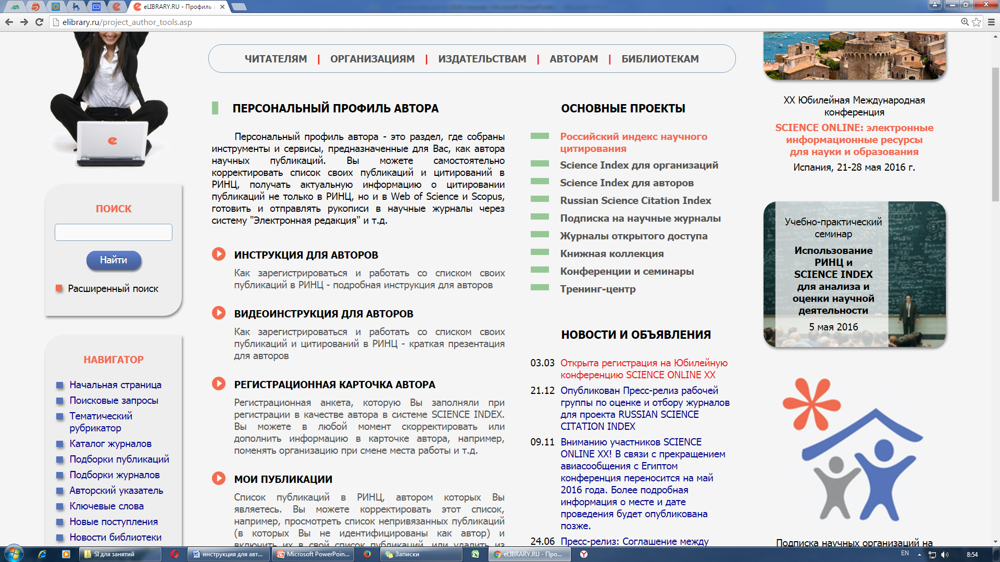 eLIBRARY.RU - Профиль а
elibrary.ru/project_author_tools.asp
ЧИТАТЕЛЯМ | ОРГАНИЗАЦИЯМ | ИЗДАТЕЛЬСТВАМ | АВТОРАМ | БИБЛИОТЕКАМ
ПОИСК
Найти
Расширенный поиск
НАВИГАТОР
Начальная страница
Поисковые запросы
Тематический
рубрикатор
Каталог журналов
Подборки публикаций
Подборки журналов
Авторский указатель
Ключевые слова
Новые поступления
Новости библиотеки
ПЕРСОНАЛЬНЫЙ ПРОФИЛЬ АВТОРА
Персональный профиль автора - это раздел, где собраны
инструменты и сервисы, предназначенные для Вас, как автора
научных публикаций. Вы можете самостоятельно
корректировать список своих публикаций и цитирований в
РИНЦ, получать актуальную информацию о цитировании
публикаций не только в РИНЦ, но и в Web of Science и Scopus,
готовить и отправлять рукописи в научные журналы через
систему "Электронная редакция" и т.д.
ИНСТРУКЦИЯ ДЛЯ АВТОРОВ
Как зарегистрироваться и работать со списком своих
публикаций в РИНЦ - подробная инструкция для авторов
ВИДЕОИНСТРУКЦИЯ ДЛЯ АВТОРОВ
Как зарегистрироваться и работать со списком своих
публикаций и цитирований в РИНЦ - краткая презентация
для авторов
РЕГИСТРАЦИОННАЯ КАРТОЧКА АВТОРА
Регистрационная анкета, которую Вы заполняли при
регистрации в качестве автора в системе SCIENCE INDEX.
Вы можете в любой момент скорректировать или
дополнить информацию в карточке автора, например,
поменять организацию при смене места работы и т.д.
МОИ ПУБЛИКАЦИИ
Список публикаций в РИНЦ, автором которых Вы
являетесь. Вы можете корректировать этот список,
например, просмотреть список непривязанных публикаций
(в которых Вы не идентифицированы как автор) и
включить их в свой список публикаций, или удалить из
ОСНОВНЫЕ ПРОЕКТЫ
Российский индекс научного
цитирования
Science Index для организаций
Science Index для авторов
Russian Science Citation Index
Подписка на научные журналы
Журналы открытого доступа
Книжная коллекция
Конференции и семинары
Тренинг-центр
НОВОСТИ И ОБЪЯВЛЕНИЯ
03.03 Открыта регистрация на Юбилейную
конференцию SCIENCE ONLINE XX
21.12 Опубликован Пресс-релиз рабочей
группы по оценке и отбору журналов
для проекта RUSSIAN SCIENCE
CITATION INDEX
09.11 Вниманию участников SCIENCE
ONLINE XX! В связи с прекращением
авиасообщения с Египтом
конференция переносится на май
2016 года. Более подробная
информация о месте и дате
проведения будет опубликована
позже.
24.06 Пресс-релиз: Соглашение между
XX Юбилейная Международная
конференция
SCIENCE ONLINE: электронные
информационные ресурсы
для науки и образования
Испания, 21-28 мая 2016 г.
Учебно-практический
семинар
Использование
РИНЦ и
SCIENCE INDEX
для анализа и
оценки научной
деятельности
5 мая 2016
Подписка научных организаций на
SI для занятий
инструкция для авт...
Microsoft PowerPoin...
Записки
eLIBRARY.RU - Про...
EN
8:54